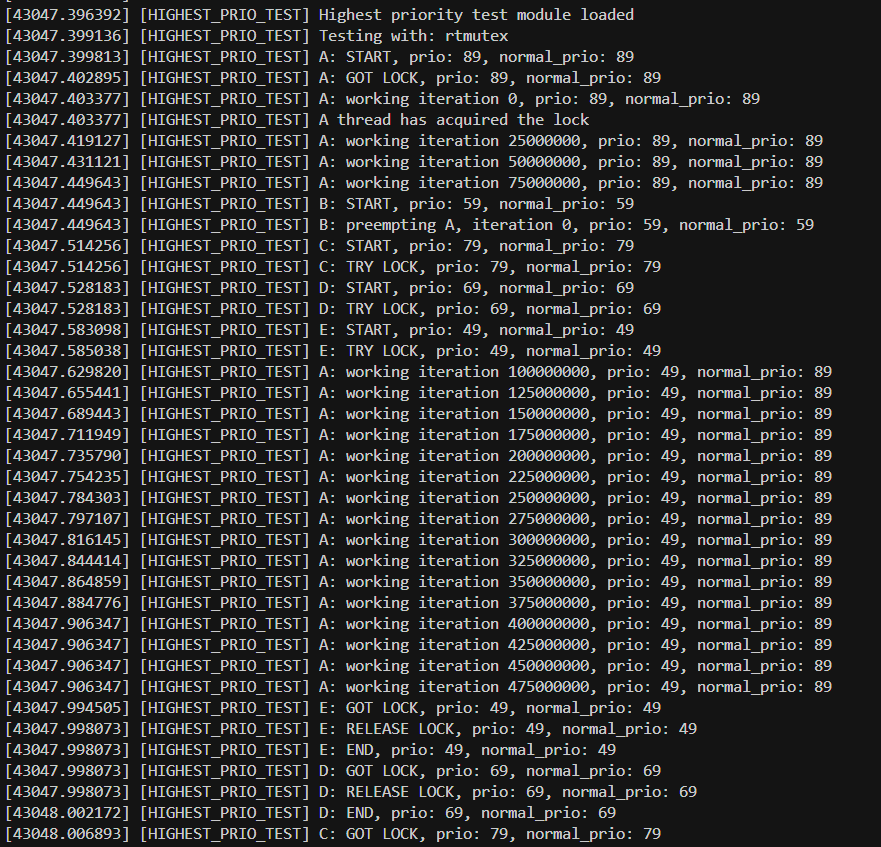 [43047.396392] [HIGHEST_PRIO_TEST] Highest priority test module loaded
[43047.399136] [HIGHEST_PRIO_TEST] Testing with: rtmutex
[43047.399813] [HIGHEST_PRIO_TEST] A: START, prio: 89, normal_prio: 89
[43047.402895] [HIGHEST_PRIO_TEST] A: GOT LOCK, prio: 89, normal_prio: 89
[43047.403377] [HIGHEST_PRIO_TEST] A: working iteration 0, prio: 89, normal_prio: 89
[43047.403377] [HIGHEST_PRIO_TEST] A thread has acquired the lock
[43047.419127] [HIGHEST_PRIO_TEST] A: working iteration 25000000, prio: 89, normal_prio: 89
[43047.431121] [HIGHEST_PRIO_TEST] A: working iteration 50000000, prio: 89, normal_prio: 89
[43047.449643] [HIGHEST_PRIO_TEST] A: working iteration 75000000, prio: 89, normal_prio: 89
[43047.449643] [HIGHEST_PRIO_TEST] B: START, prio: 59, normal_prio: 59
[43047.449643] [HIGHEST_PRIO_TEST] B: preempting A, iteration 0, prio: 59, normal_prio: 59
[43047.514256] [HIGHEST_PRIO_TEST] C: START, prio: 79, normal_prio: 79
[43047.514256] [HIGHEST_PRIO_TEST] C: TRY LOCK, prio: 79, normal_prio: 79
[43047.528183] [HIGHEST_PRIO_TEST] D: START, prio: 69, normal_prio: 69
[43047.528183] [HIGHEST_PRIO_TEST] D: TRY LOCK, prio: 69, normal_prio: 69
[43047.583098] [HIGHEST_PRIO_TEST] E: START, prio: 49, normal_prio: 49
[43047.585038] [HIGHEST_PRIO_TEST] E: TRY LOCK, prio: 49, normal_prio: 49
[43047.629820] [HIGHEST_PRIO_TEST] A: working iteration 100000000, prio: 49, normal_prio: 89
[43047.655441] [HIGHEST_PRIO_TEST] A: working iteration 125000000, prio: 49, normal_prio: 89
[43047.689443] [HIGHEST_PRIO_TEST] A: working iteration 150000000, prio: 49, normal_prio: 89
[43047.711949] [HIGHEST_PRIO_TEST] A: working iteration 175000000, prio: 49, normal_prio: 89
[43047.735790] [HIGHEST_PRIO_TEST] A: working iteration 200000000, prio: 49, normal_prio: 89
[43047.754235] [HIGHEST_PRIO_TEST] A: working iteration 225000000, prio: 49, normal_prio: 89
[43047.784303] [HIGHEST_PRIO_TEST] A: working iteration 250000000, prio: 49, normal_prio: 89
[43047.797107] [HIGHEST_PRIO_TEST] A: working iteration 275000000, prio: 49, normal_prio: 89
[43047.816145] [HIGHEST_PRIO_TEST] A: working iteration 300000000, prio: 49, normal_prio: 89
[43047.844414] [HIGHEST_PRIO_TEST] A: working iteration 325000000, prio: 49, normal_prio: 89
[43047.864859] [HIGHEST_PRIO_TEST] A: working iteration 350000000, prio: 49, normal_prio: 89
[43047.884776] [HIGHEST_PRIO_TEST] A: working iteration 375000000, prio: 49, normal_prio: 89
[43047.906347] [HIGHEST_PRIO_TEST] A: working iteration 400000000, prio: 49, normal_prio: 89
[43047.906347] [HIGHEST_PRIO_TEST] A: working iteration 425000000, prio: 49, normal_prio: 89
[43047.906347] [HIGHEST_PRIO_TEST] A: working iteration 450000000, prio: 49, normal_prio: 89
[43047.906347] [HIGHEST_PRIO_TEST] A: working iteration 475000000, prio: 49, normal_prio: 89
[43047.994505] [HIGHEST_PRIO_TEST] E: GOT LOCK, prio: 49, normal_prio: 49
[43047.998073] [HIGHEST_PRIO_TEST] E: RELEASE LOCK, prio: 49, normal_prio: 49
[43047.998073] [HIGHEST_PRIO_TEST] E: END, prio: 49, normal_prio: 49
[43047.998073] [HIGHEST_PRIO_TEST] D: GOT LOCK, prio: 69, normal_prio: 69
[43047.998073] [HIGHEST_PRIO_TEST] D: RELEASE LOCK, prio: 69, normal_prio: 69
[43048.002172] [HIGHEST_PRIO_TEST] D: END, prio: 69, normal_prio: 69
[43048.006893] [HIGHEST_PRIO_TEST] C: GOT LOCK, prio: 79, normal_prio: 79